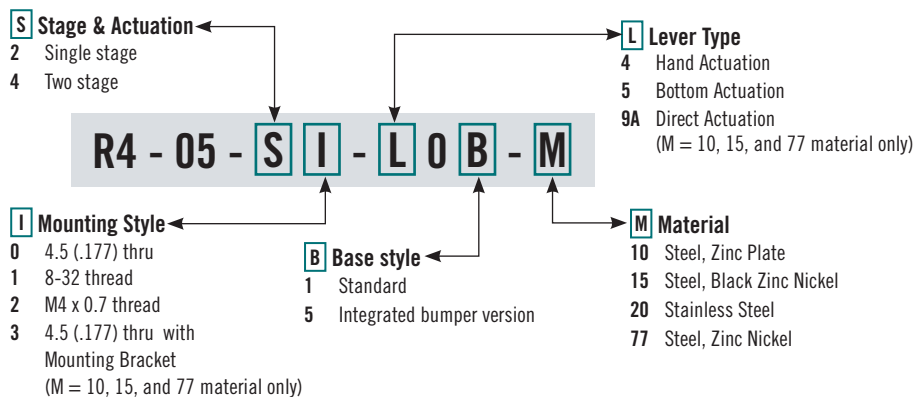 S Stage & Actuation
2 Single stage
4 Two stage
L Lever Type
4 Hand Actuation
5 Bottom Actuation
9A Direct Actuation
(M = 10, 15, and 77 material only)
R4 - 05 - S I - L 0 B - M
I Mounting Style
0 4.5 (.177) thru
1 8-32 thread
2 M4 x 0.7 thread
3 4.5 (.177) thru with
Mounting Bracket
(M = 10, 15, and 77 material only)
B Base style
1 Standard
5 Integrated bumper version
M Material
10 Steel, Zinc Plate
15 Steel, Black Zinc Nickel
20 Stainless Steel
77 Steel, Zinc Nickel